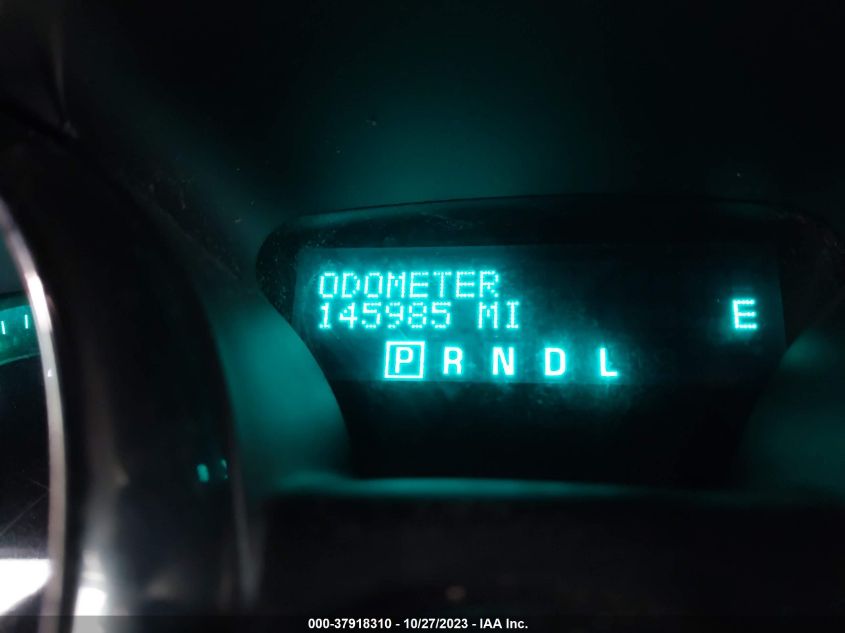 ODOMETER
145985 MI E
P R N D L
000-37918310 - 10/27/2023 - IAA Inc.